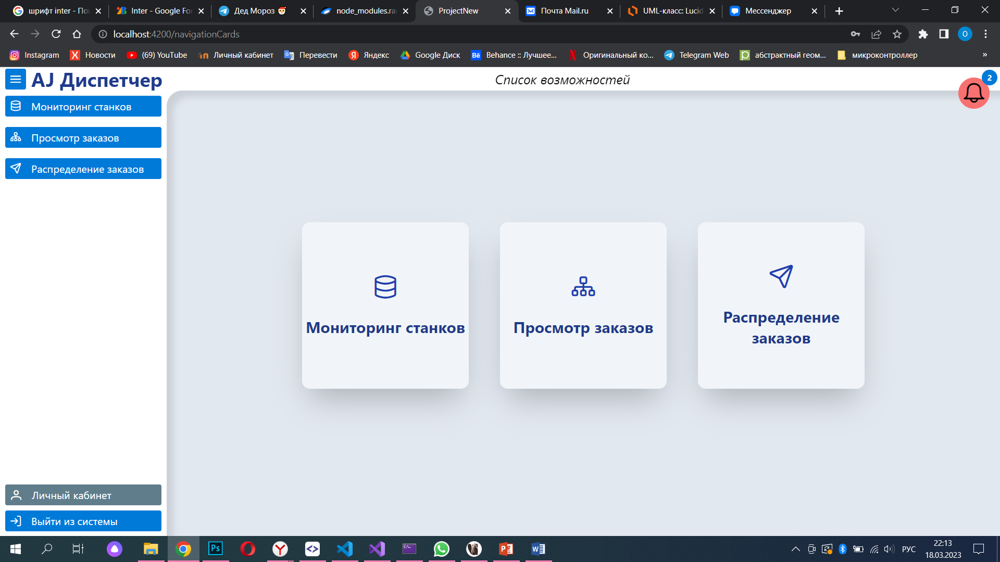 шрифт inter - По
Inter - Google Fo
Дед Мороз
node_modules.ra
ProjectNew
Почта Mail.ru
UML-класс: Lucid
Мессенджер
localhost:4200/navigationCards
O
Instagram
Новости
(69) YouTube
Личный кабинет
Перевести
Яндекс
Google Диск
Behance :: Лучшее...
Оригинальный ко...
Telegram Web
абстрактный геом...
микроконтроллер
»
AJ Диспетчер
Список возможностей
2
Мониторинг станков
Просмотр заказов
Распределение заказов
Мониторинг станков
Просмотр заказов
Распределение
заказов
Личный кабинет
Выйти из системы
РУС
22:13
18.03.2023